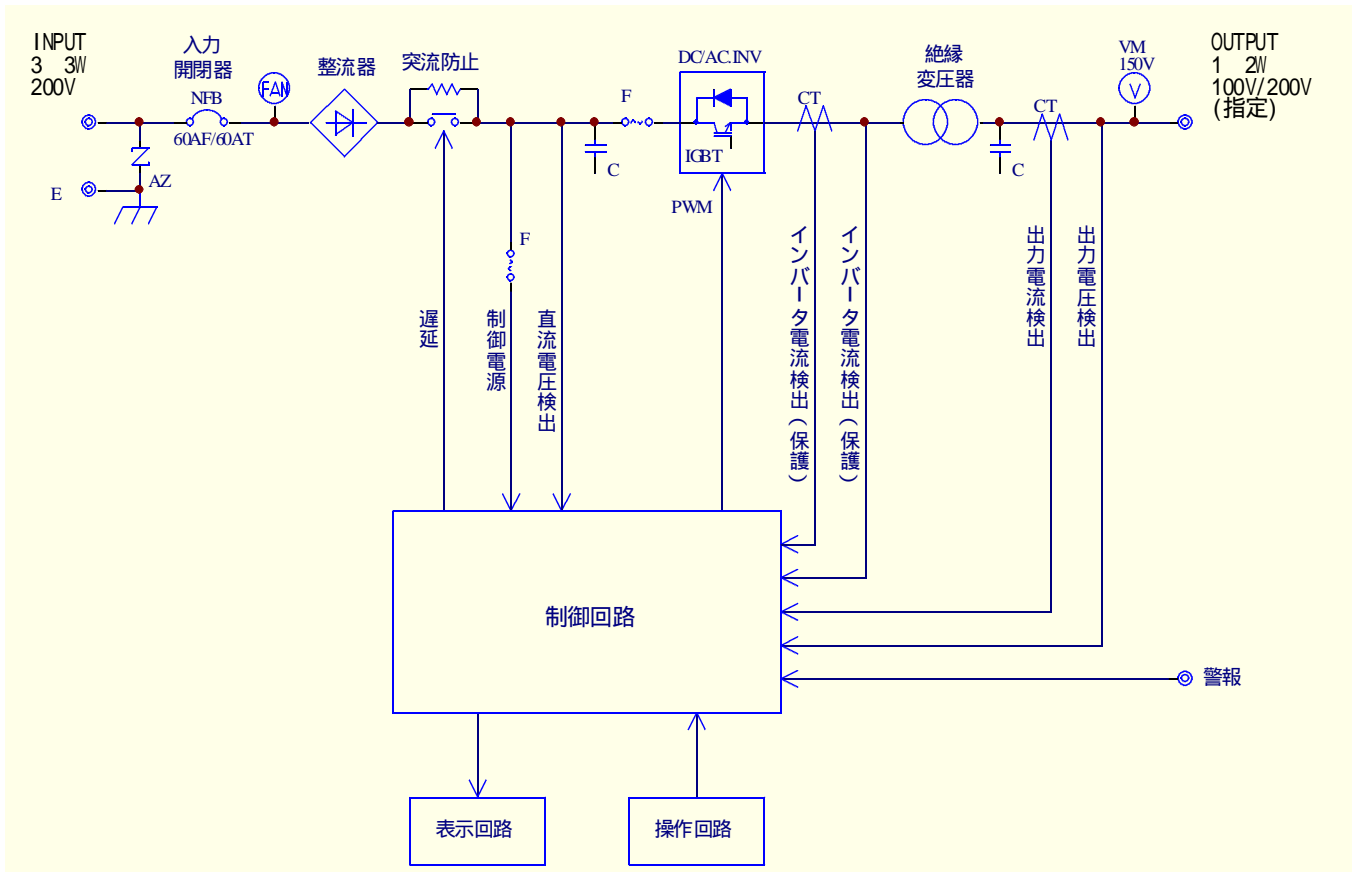 INPUT
3 3W
200V
入力
開閉器
NFB
60AF/60AT
FAN
整流器
突流防止
F
DC/AC.INV
IGBT
PWM
CT
絶縁
変圧器
CT
VM
150V
V
OUTPUT
1 2W
100V/200V
(指定)
E
AZ
C
C
F
遅延
制御電源
直流電圧検出
インバータ電流検出(保護)
インバータ電流検出(保護)
出力電流検出
出力電圧検出
制御回路
警報
表示回路
操作回路